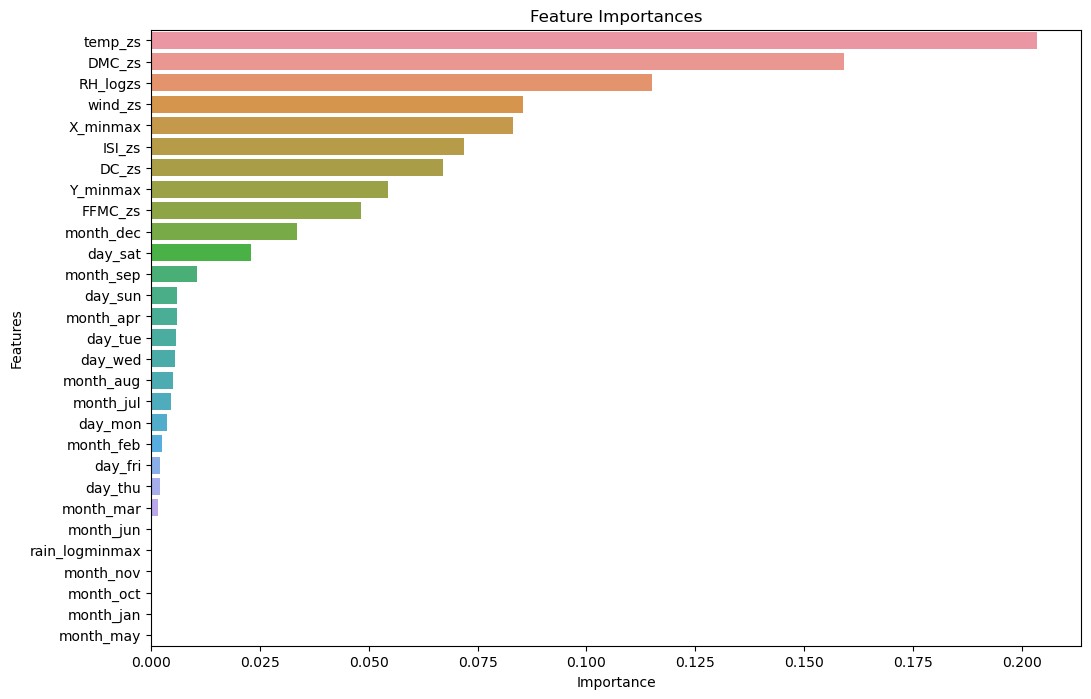 Feature Importances
Features
temp_zs
DMC_zs
RH_logzs
wind_zs
X_minmax
ISI_zs
DC_zs
Y_minmax
FFMC_zs
month_dec
day_sat
month_sep
day_sun
month_apr
day_tue
day_wed
month_aug
month_jul
day_mon
month_feb
day_fri
day_thu
month_mar
month_jun
rain_logminmax
month_nov
month_oct
month_jan
month_may
0.000 0.025 0.050 0.075 0.100 0.125 0.150 0.175 0.200
Importance